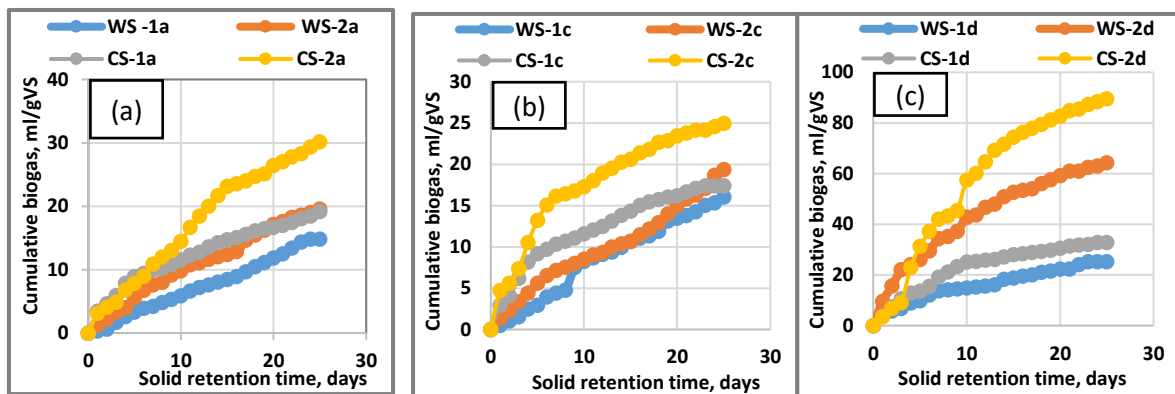 WS -1a WS-2a
CS-1a CS-2a
(a)
Cumulative biogas, ml/gVS
40
30
20
10
0
0 10 20 30
Solid retention time, days
WS-1c WS-2c
CS-1c CS-2c
(b)
Cumulative biogas, ml/gVS
30
25
20
15
10
5
0
0 10 20 30
Solid retention time, days
WS-1d WS-2d
CS-1d CS-2d
(c)
Cumulative biogas, ml/gVS
100
80
60
40
20
0
0 10 20 30
Solid retention time, days